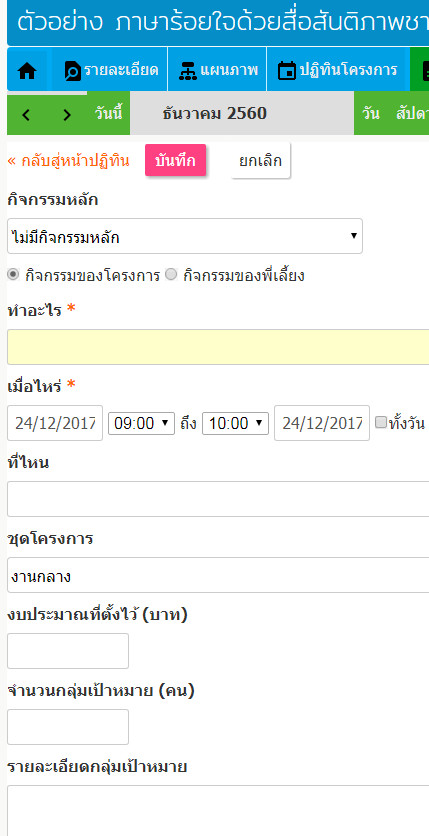 ตัวอย่าง ภาษาร้อยใจด้วยสื่อสันติภาพชา
รายละเอียด แผนภาพ ปฏิทินโครงการ
วันนี้ ธันวาคม 2560 วัน สัปดา
« กลับสู่หน้าปฏิทิน บันทึก ยกเลิก
กิจกรรมหลัก
ไม่มีกิจกรรมหลัก
กิจกรรมของโครงการ กิจกรรมของพี่เลี้ยง
ทำอะไร *
เมื่อไหร่ *
24/12/2017 09:00 ถึง 10:00 24/12/2017 ทั้งวัน
ที่ไหน
ชุดโครงการ
งานกลาง
งบประมาณที่ตั้งไว้ (บาท)
จำนวนกลุ่มเป้าหมาย (คน)
รายละเอียดกลุ่มเป้าหมาย